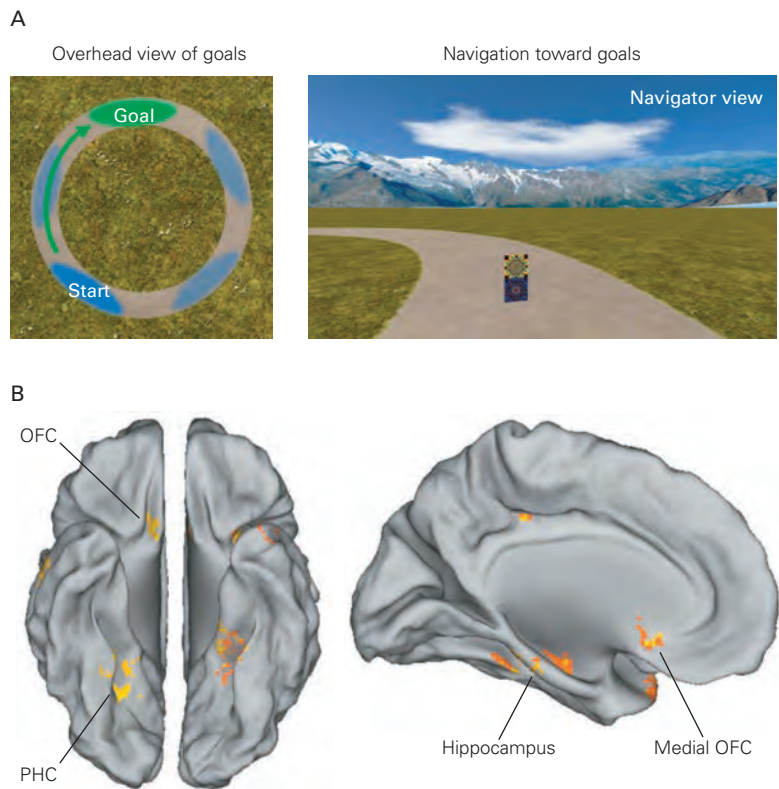 A
Overhead view of goals
Navigation toward goals
Goal
Start
Navigator view
B
OFC
PHC
Hippocampus
Medial OFC